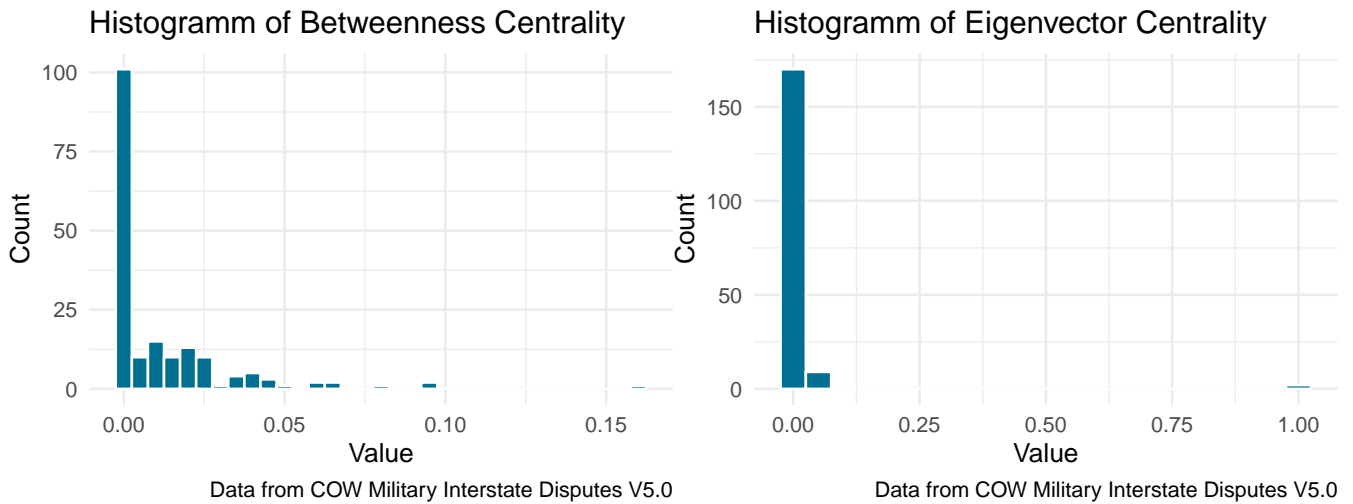 Histogramm of Betweenness Centrality
100
75
50
25
0
Count
0.00 0.05 0.10 0.15
Value
Data from COW Military Interstate Disputes V5.0
Histogramm of Eigenvector Centrality
150
100
50
0
Count
0.00 0.25 0.50 0.75 1.00
Value
Data from COW Military Interstate Disputes V5.0